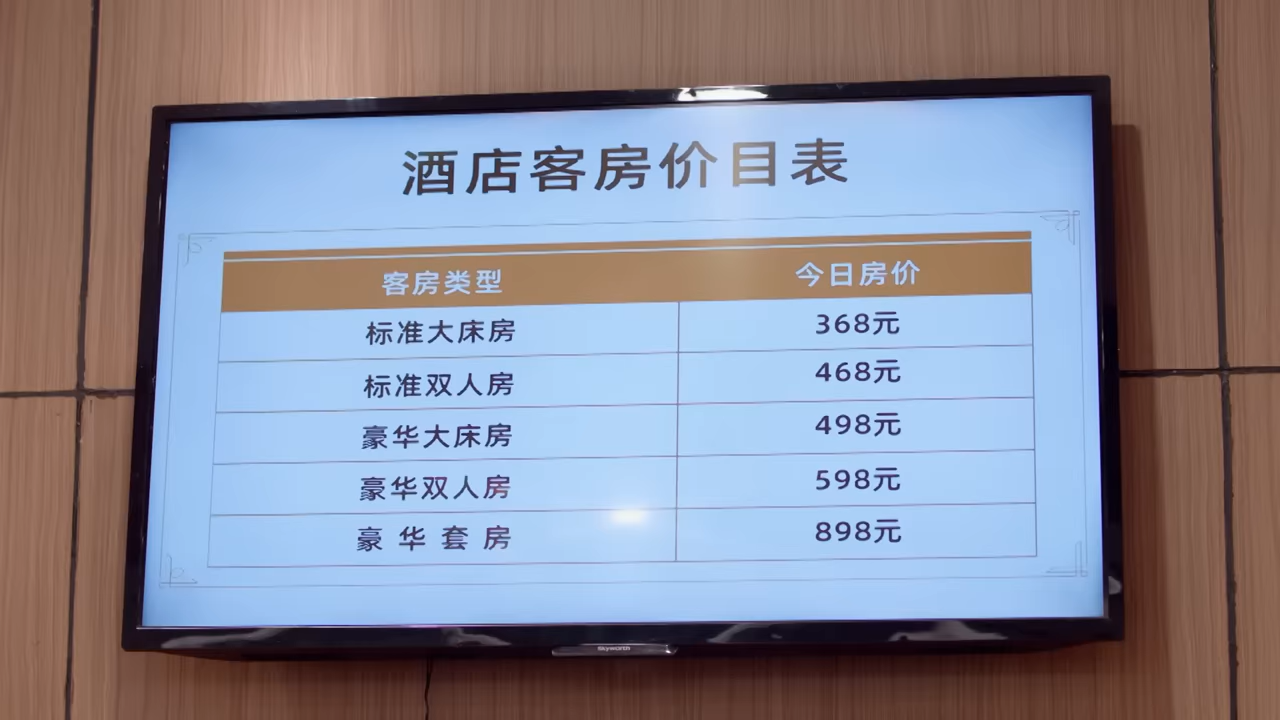 酒店客房价目表
客房类型 今日房价
标准大床房 368元
标准双人房 468元
豪华大床房 498元
豪华双人房 598元
豪华套房 898元
Skyworth